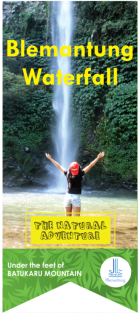 Blemantung
Waterfall
THE NATURAL
ADVENTURE
Under the feet of
BATUKARU MOUNTAIN